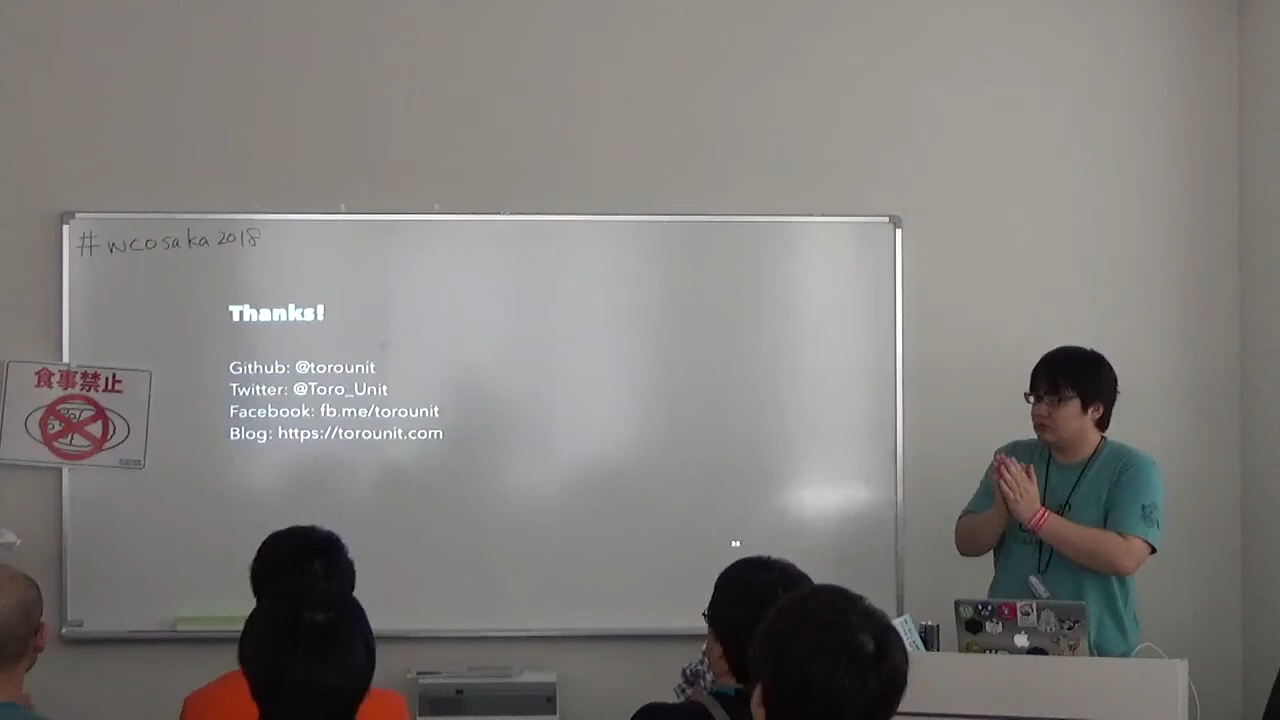 #wcosaka2018
Thanks!
Github: @torounit
Twitter: @Toro_Unit
Facebook: fb.me/torounit
Blog: https://torounit.com
食事禁止